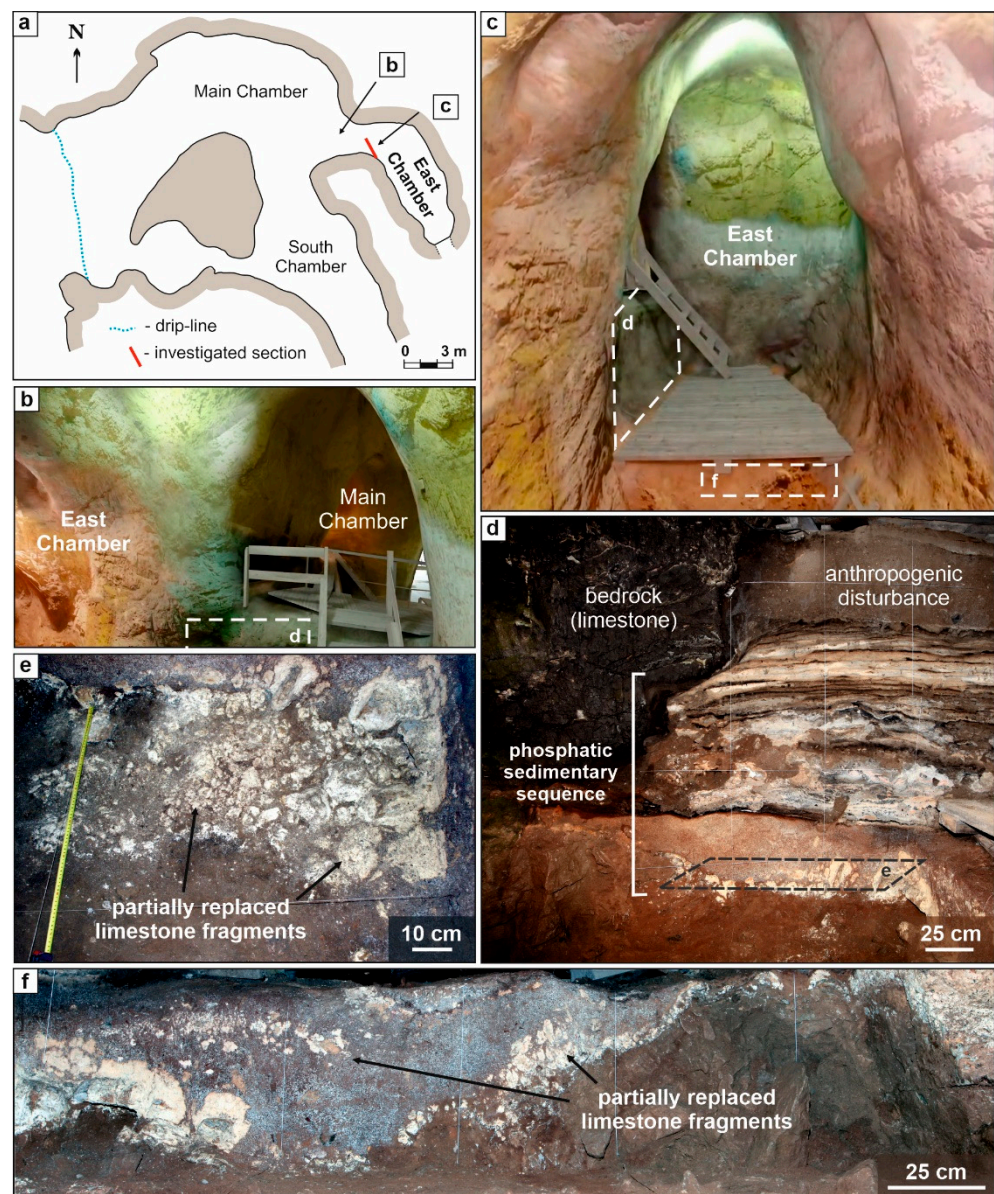 a
N
Main Chamber
b
c
East
Chamber
South
Chamber
- drip-line
- investigated section
0 3 m
b
East
Chamber
Main
Chamber
d
c
East
Chamber
d
f
d
bedrock
(limestone)
anthropogenic
disturbance
phosphatic
sedimentary
sequence
e
25 cm
e
partially replaced
limestone fragments
10 cm
f
partially replaced
limestone fragments
25 cm